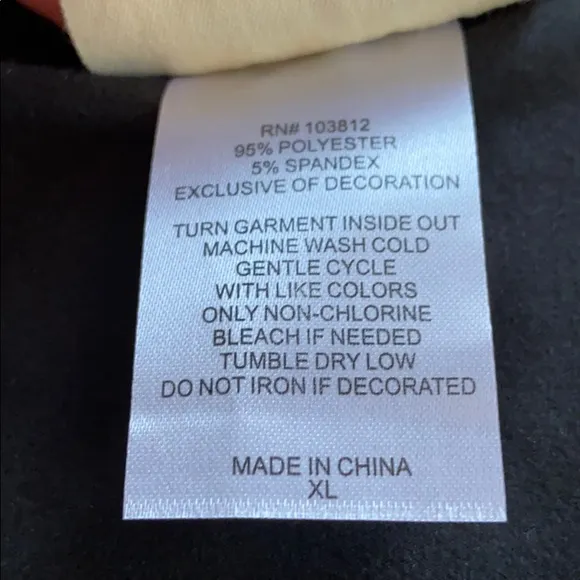 RN# 103812
95% POLYESTER
5% SPANDEX
EXCLUSIVE OF DECORATION
TURN GARMENT INSIDE OUT
MACHINE WASH COLD
GENTLE CYCLE
WITH LIKE COLORS
ONLY NON-CHLORINE
BLEACH IF NEEDED
TUMBLE DRY LOW
DO NOT IRON IF DECORATED
MADE IN CHINA
XL